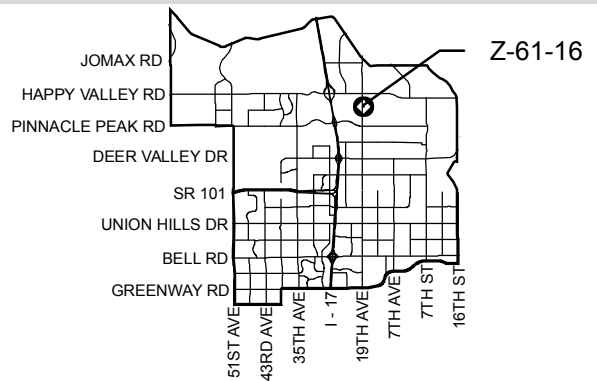 Z-61-16
JOMAX RD
HAPPY VALLEY RD
PINNACLE PEAK RD
DEER VALLEY DR
SR 101
UNION HILLS DR
BELL RD
GREENWAY RD
51ST AVE
43RD AVE
35TH AVE
I - 17
19TH AVE
7TH AVE
7TH ST
16TH ST